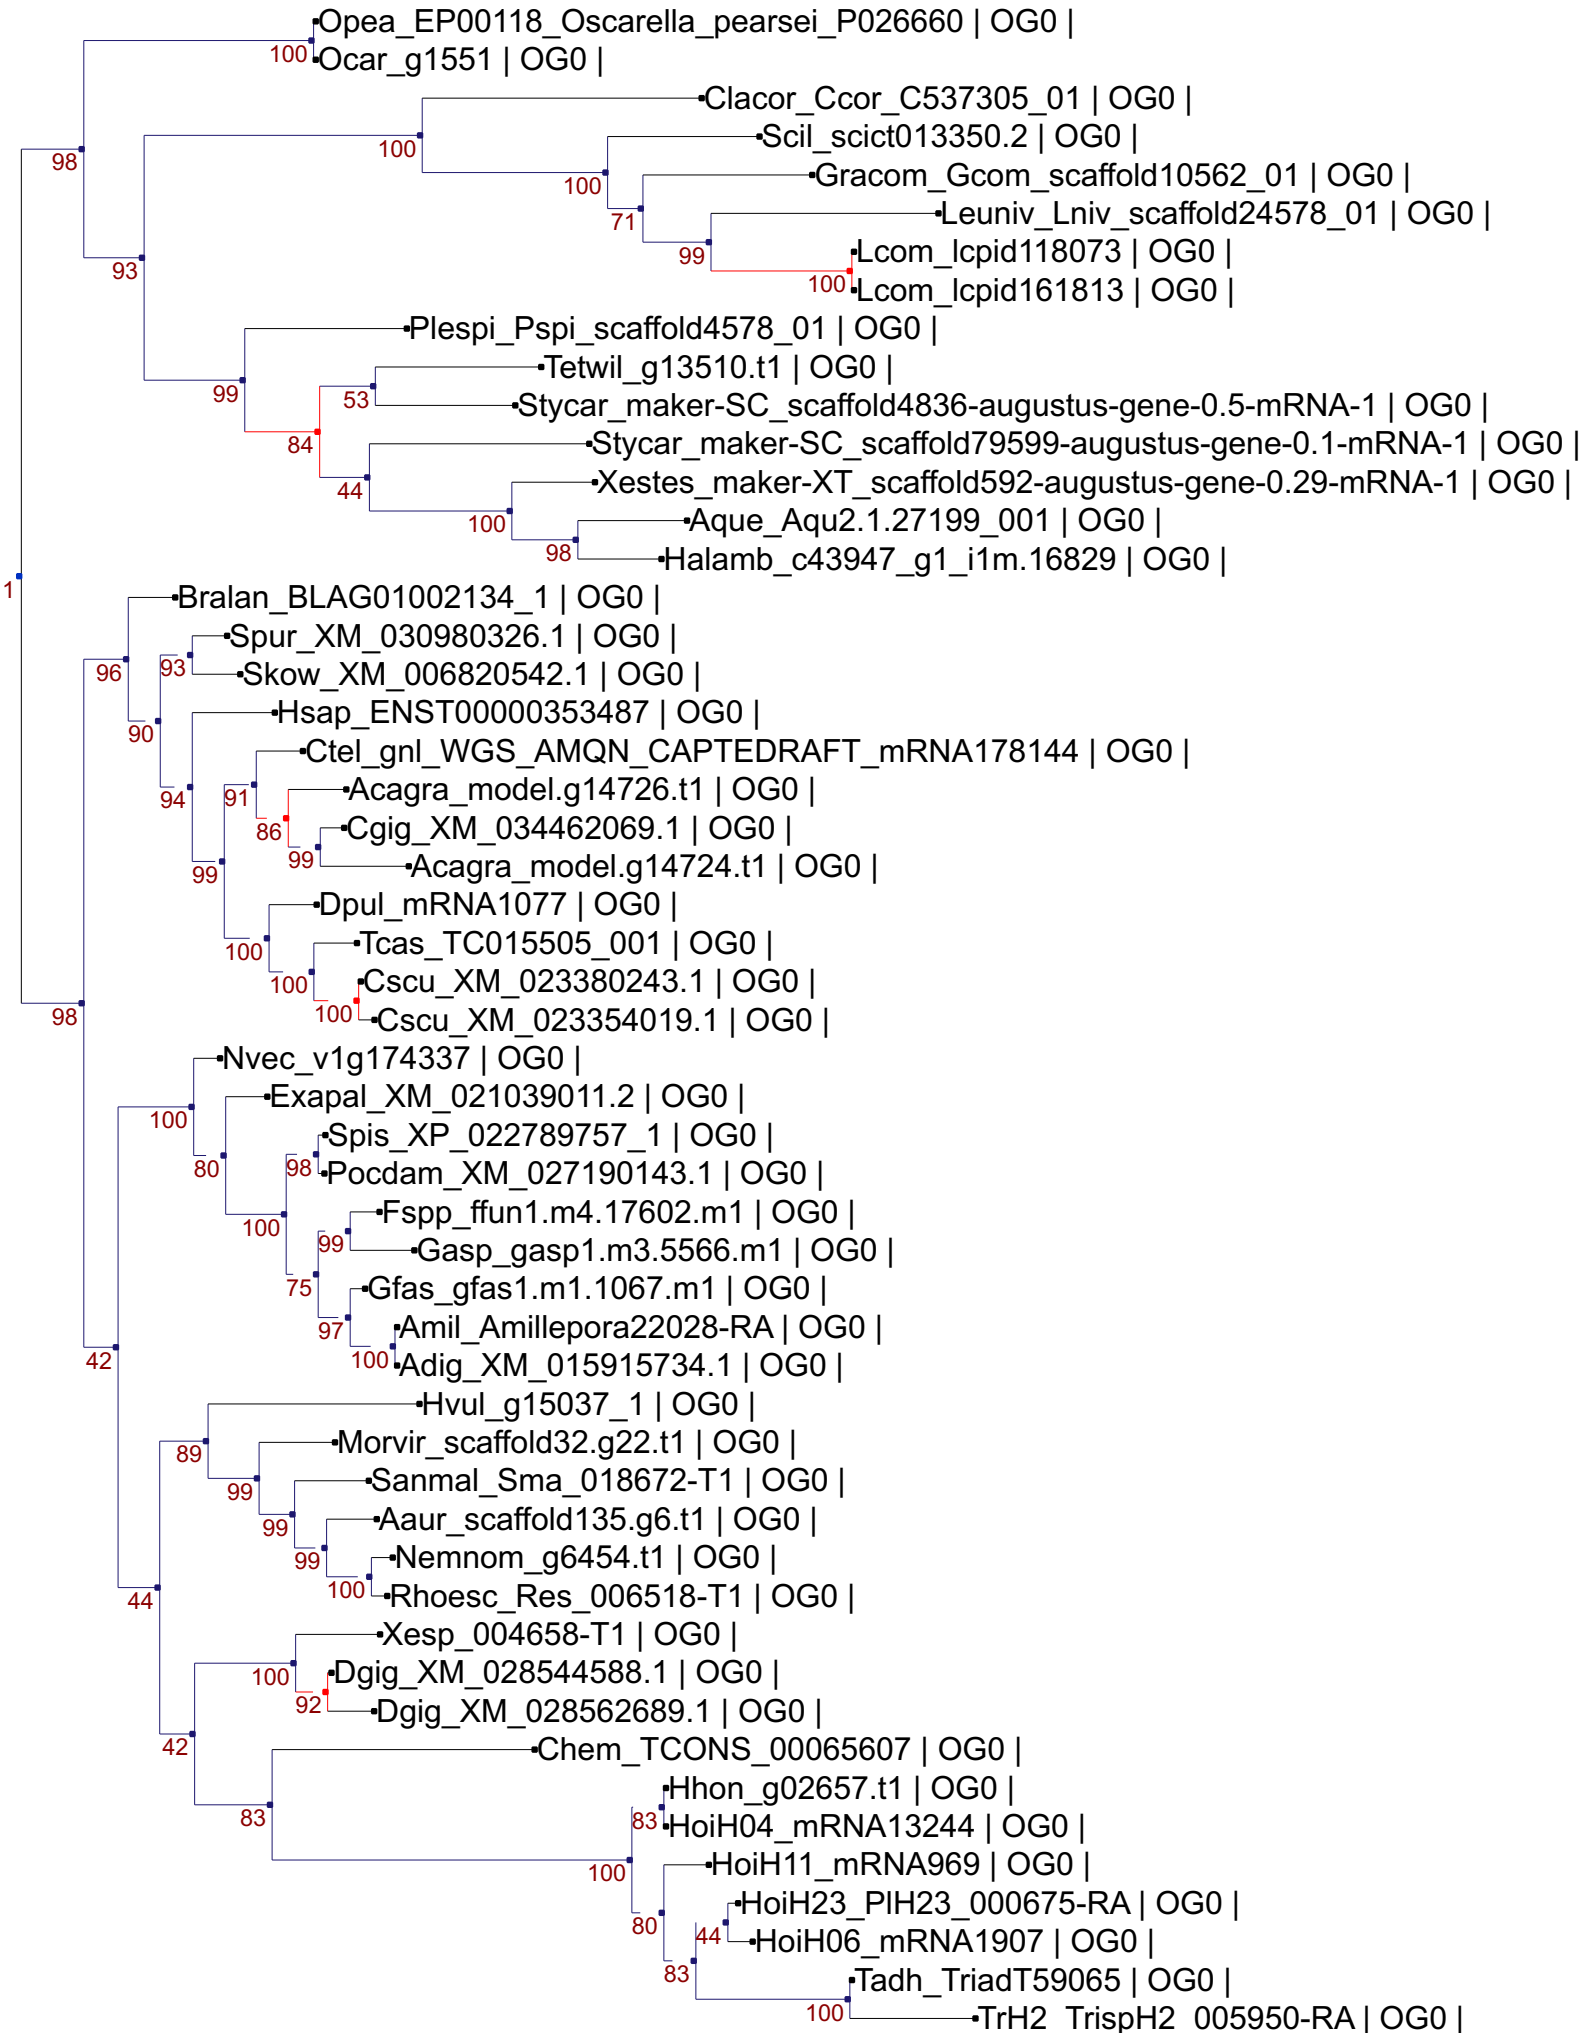 Opea_EP00118_Oscarella_pearsei_P026660 | OG0 |
100
Ocar_g1551 | OG0 |
Clacor_Ccor_C537305_01 | OG0 |
Scil_scict013350.2 | OG0 |
100
98
Gracom_Gcom_scaffold10562_01 | OG0 |
100
Leuniv_Lniv_scaffold24578_01 | OG0 |
71
Lcom_lcpid118073 | OG0 |
99
93
100
Lcom_lcpid161813 | OG0 |
Plespi_Pspi_scaffold4578_01 | OG0 |
Tetwil_g13510.t1 | OG0 |
99
53
Stycar_maker-SC_scaffold4836-augustus-gene-0.5-mRNA-1 | OG0 |
84
Stycar_maker-SC_scaffold79599-augustus-gene-0.1-mRNA-1 | OG0 |
44
Xestes_maker-XT_scaffold592-augustus-gene-0.29-mRNA-1 | OG0 |
100
Aque_Aqu2.1.27199_001 | OG0 |
98
Halamb_c43947_g1_i1m.16829 | OG0 |
1
Bralan_BLAG01002134_1 | OG0 |
Spur_XM_030980326.1 | OG0 |
96
93
Skow_XM_006820542.1 | OG0 |
Hsap_ENST00000353487 | OG0 |
90
Ctel_gnl_WGS_AMQN_CAPTEDRAFT_mRNA178144 | OG0 |
94
91
Acagra_model.g14726.t1 | OG0 |
86
Cgig_XM_034462069.1 | OG0 |
99
99
Acagra_model.g14724.t1 | OG0 |
Dpul_mRNA1077 | OG0 |
100
Tcas_TC015505_001 | OG0 |
100
Cscu_XM_023380243.1 | OG0 |
98
100
Cscu_XM_023354019.1 | OG0 |
Nvec_v1g174337 | OG0 |
Exapal_XM_021039011.2 | OG0 |
100
Spis_XP_022789757_1 | OG0 |
80
98
Pocdam_XM_027190143.1 | OG0 |
Fspp_ffun1.m4.17602.m1 | OG0 |
100
99
Gasp_gasp1.m3.5566.m1 | OG0 |
75
Gfas_gfas1.m1.1067.m1 | OG0 |
97
Amil_Amillepora22028-RA | OG0 |
42
100
Adig_XM_015915734.1 | OG0 |
Hvul_g15037_1 | OG0 |
89
Morvir_scaffold32.g22.t1 | OG0 |
99
Sanmal_Sma_018672-T1 | OG0 |
99
Aaur_scaffold135.g6.t1 | OG0 |
99
Nemnom_g6454.t1 | OG0 |
44
100
Rhoesc_Res_006518-T1 | OG0 |
Xesp_004658-T1 | OG0 |
100
Dgig_XM_028544588.1 | OG0 |
92
Dgig_XM_028562689.1 | OG0 |
42
Chem_TCONS_00065607 | OG0 |
Hhon_g02657.t1 | OG0 |
83
83
HoiH04_mRNA13244 | OG0 |
100
HoiH11_mRNA969 | OG0 |
HoiH23_PlH23_000675-RA | OG0 |
80
44
HoiH06_mRNA1907 | OG0 |
83
Tadh_TriadT59065 | OG0 |
100
TrH2_TrispH2_005950-RA | OG0 |